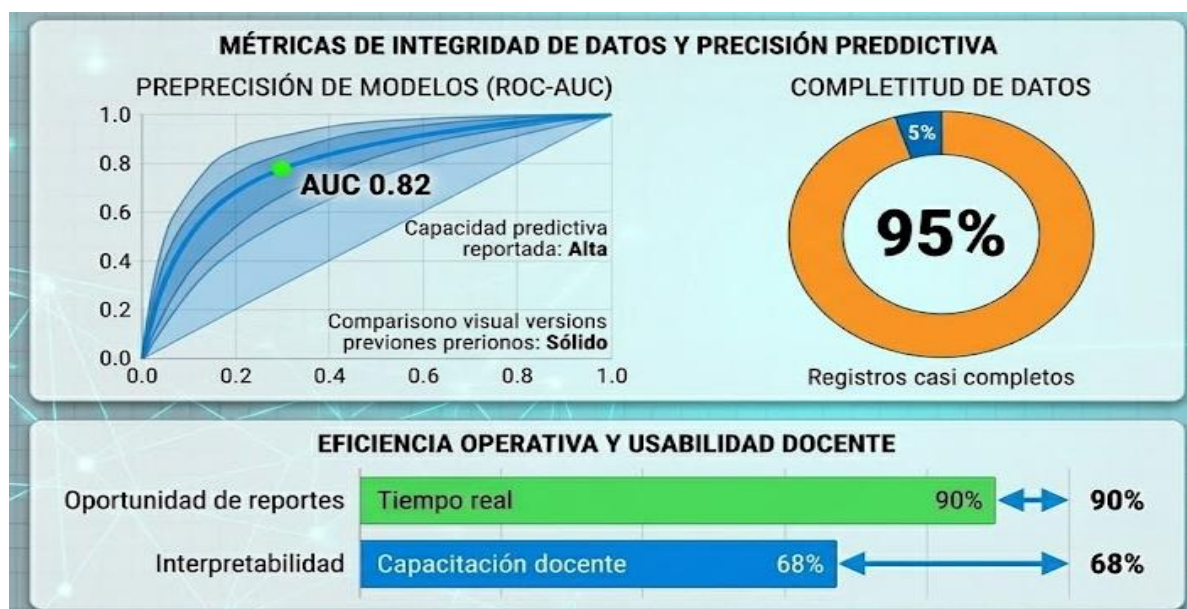 MÉTRICAS DE INTEGRIDAD DE DATOS Y PRECISIÓN PREDDICTIVA
PREPRECISIÓN DE MODELOS (ROC-AUC)
1.0
0.8
0.6
0.4
0.2
0.0
0.0 0.2 0.4 0.6 0.8 1.0
AUC 0.82
Capacidad predictiva
reportada: Alta
Comparisono visual versions
previones prerionos: Sólido
COMPLETITUD DE DATOS
5%
95%
Registros casi completos
EFICIENCIA OPERATIVA Y USABILIDAD DOCENTE
Oportunidad de reportes Tiempo real 90% 90%
Interpretabilidad Capacitación docente 68% 68%